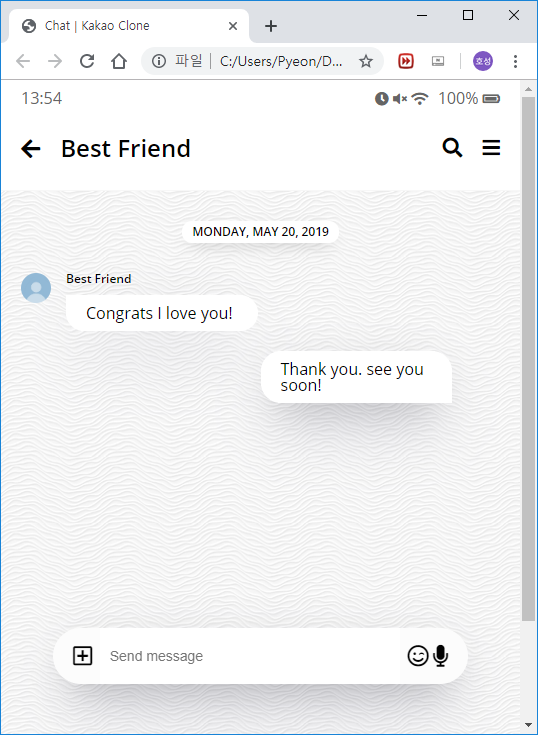 Chat | Kakao Clone
파일 | C:/Users/Pyeon/D...
호성
13:54
100%
Best Friend
MONDAY, MAY 20, 2019
Best Friend
Congrats I love you!
Thank you. see you
soon!
Send message